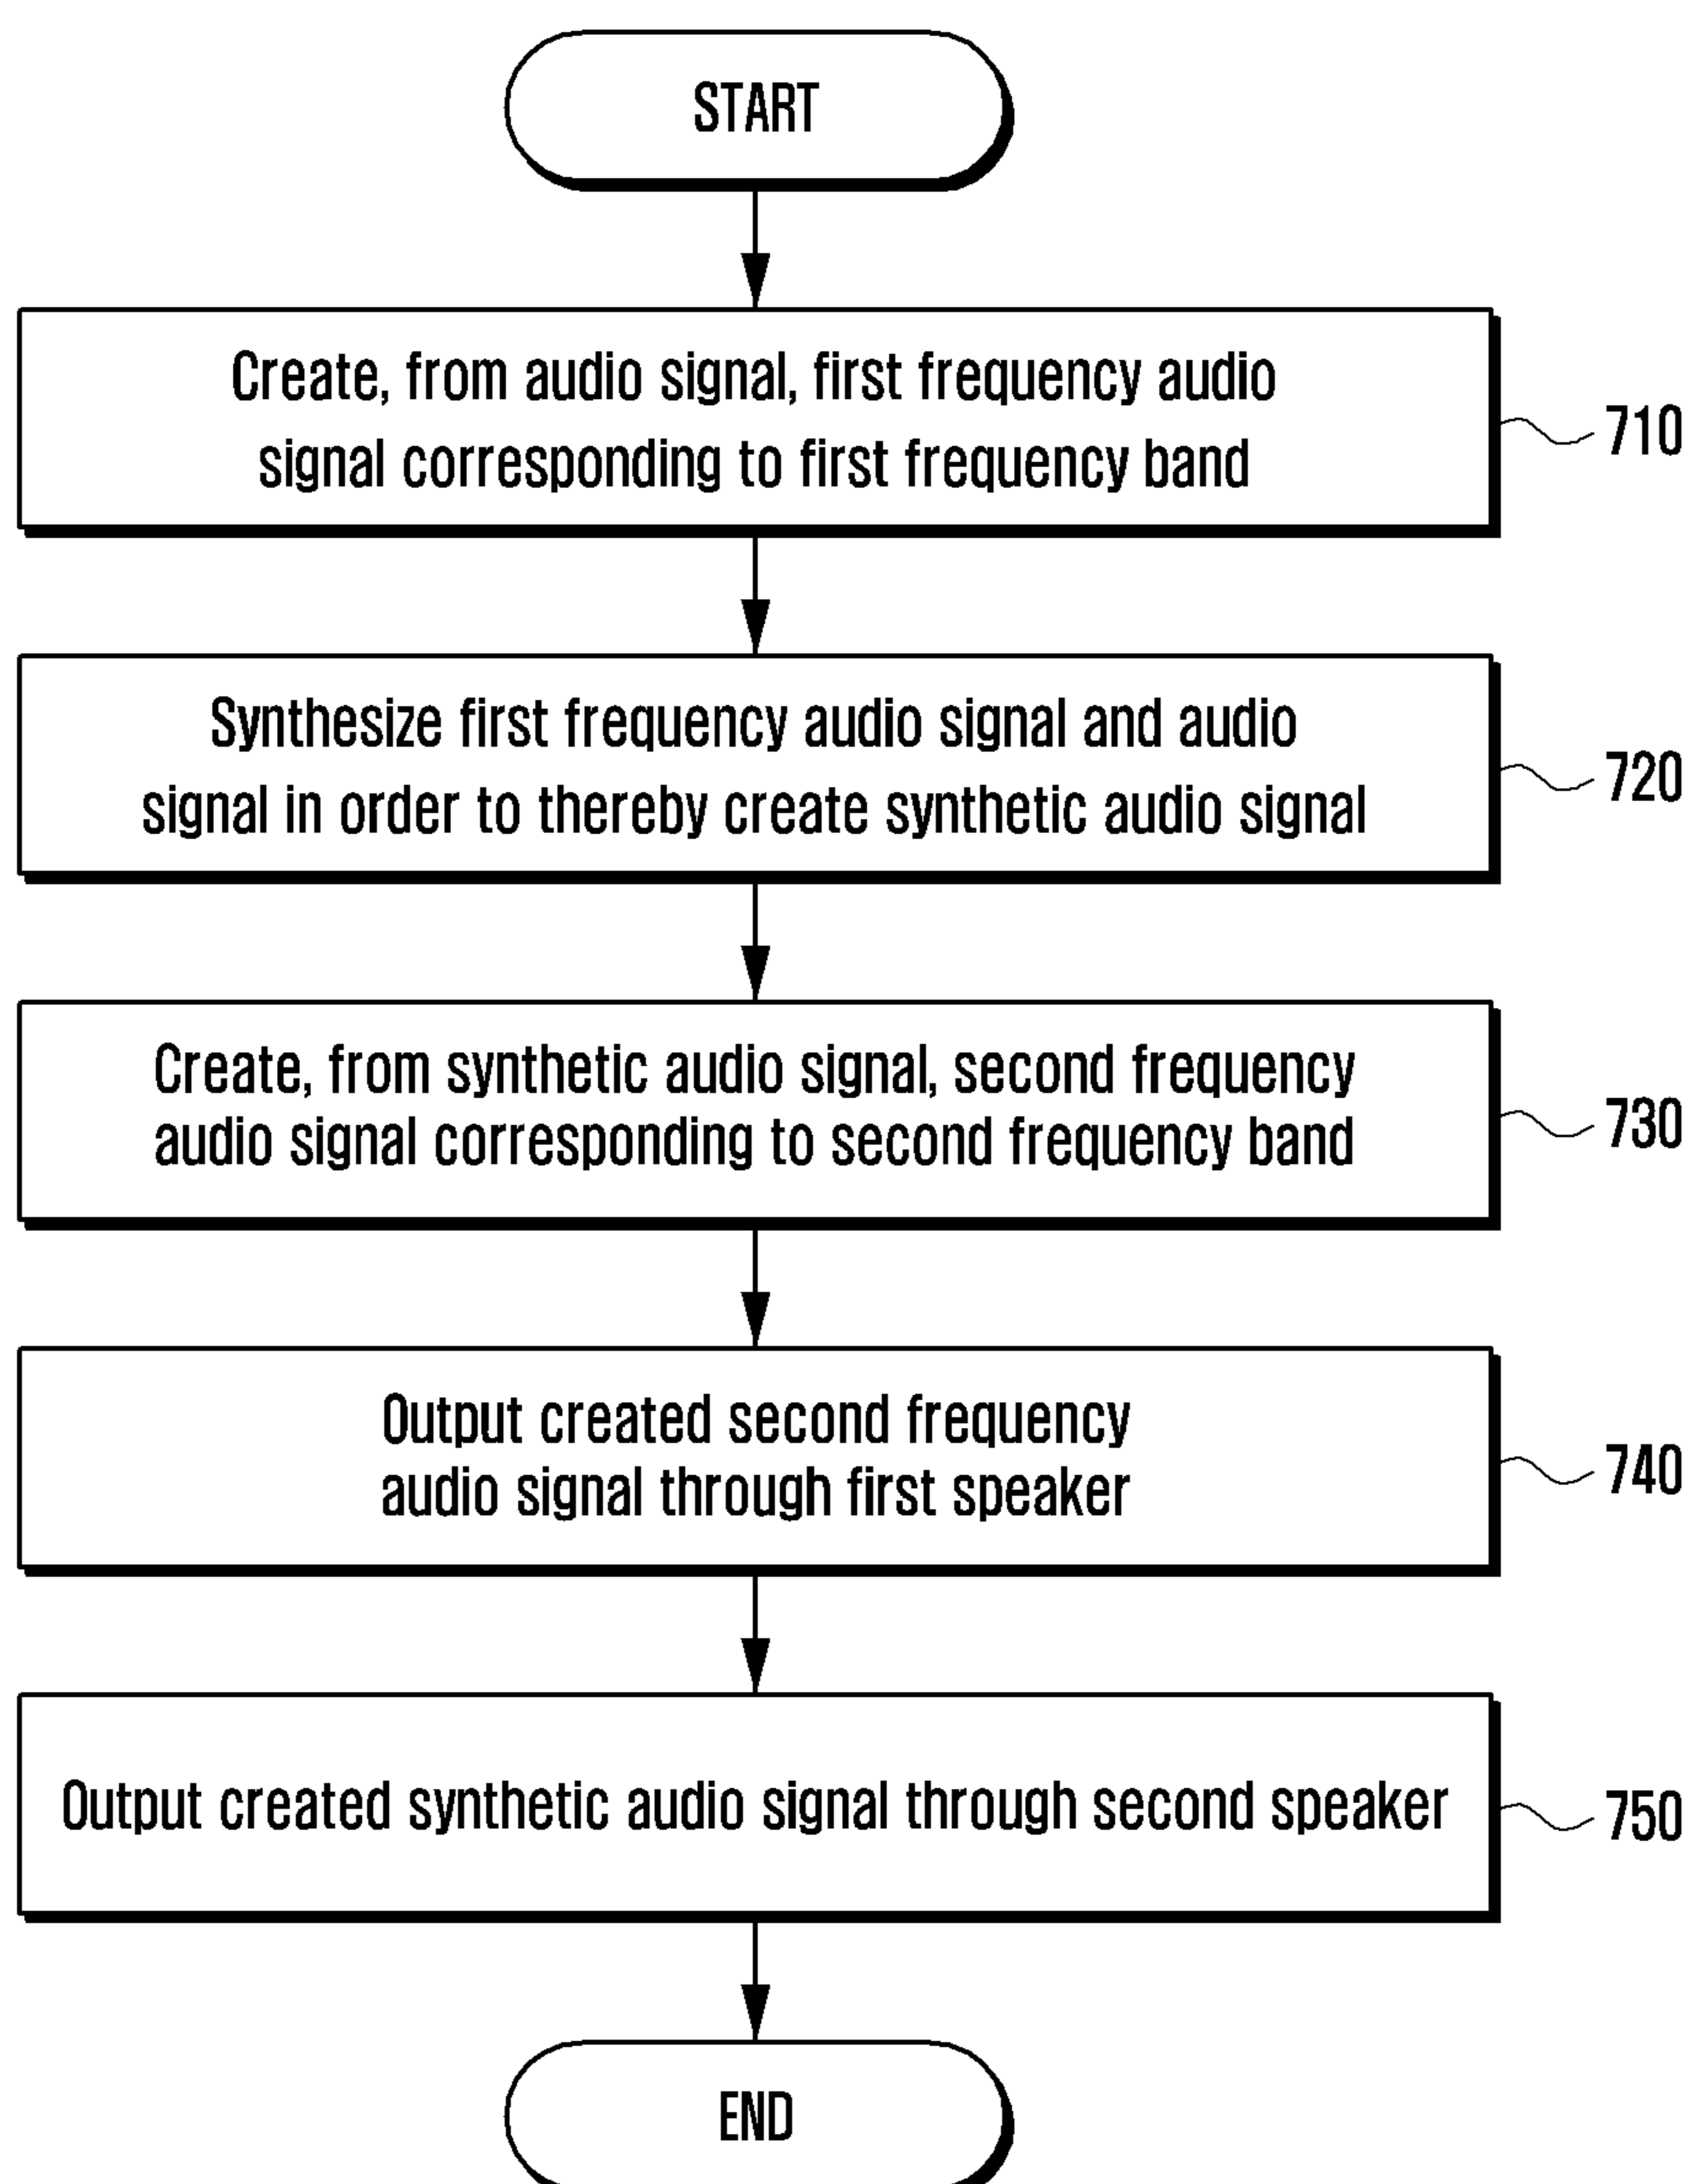 START
Create, from audio signal, first frequency audio
signal corresponding to first frequency band
710
Synthesize first frequency audio signal and audio
signal in order to thereby create synthetic audio signal
720
Create, from synthetic audio signal, second frequency
audio signal corresponding to second frequency band
730
Output created second frequency
audio signal through first speaker
740
Output created synthetic audio signal through second speaker
750
END